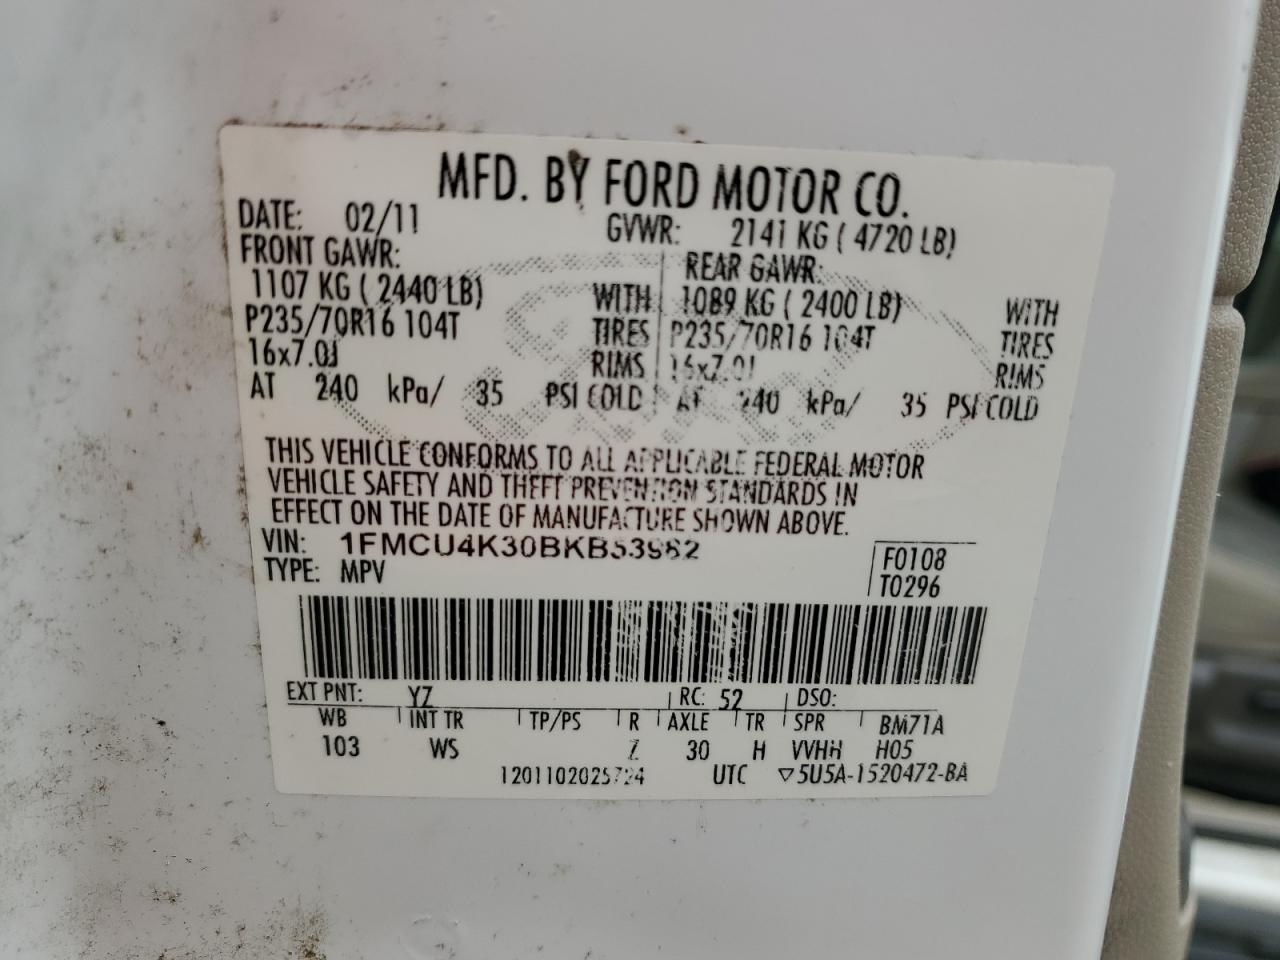 MFD. BY FORD MOTOR CO.
DATE: 02/11 GVWR: 2141 KG ( 4720 LB)
FRONT GAWR: REAR GAWR:
1107 KG ( 2440 LB) WITH 1089 KG ( 2400 LB) WITH
P235/70R16 104T TIRES P235/70R16 104T TIRES
16x7.0J RIMS 16x7.0J RIMS
AT 240 kPa/ 35 PSI COLD AT 240 kPa/ 35 PSI COLD
THIS VEHICLE CONFORMS TO ALL APPLICABLE FEDERAL MOTOR
VEHICLE SAFETY AND THEFT PREVENTION STANDARDS IN
EFFECT ON THE DATE OF MANUFACTURE SHOWN ABOVE.
VIN: F0108
TYPE: MPV T0296
EXT PNT: YZ RC: 52 DSO:
WB INT TR TP/PS R AXLE TR SPR BM71A
103 WS Z 30 H VVHH H05
UTC ▽5U5A-1520472-BA